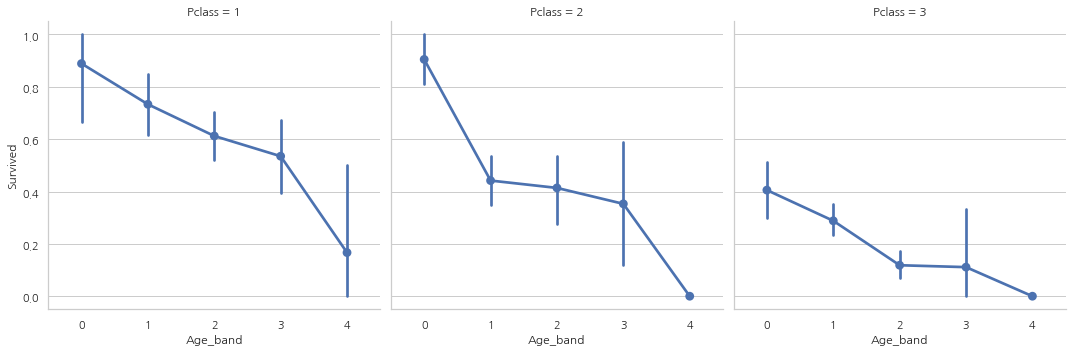 Pclass = 1
Pclass = 2
Pclass = 3
Survived
1.0
0.8
0.6
0.4
0.2
0.0
0 1 2 3 4
0 1 2 3 4
0 1 2 3 4
Age_band
Age_band
Age_band